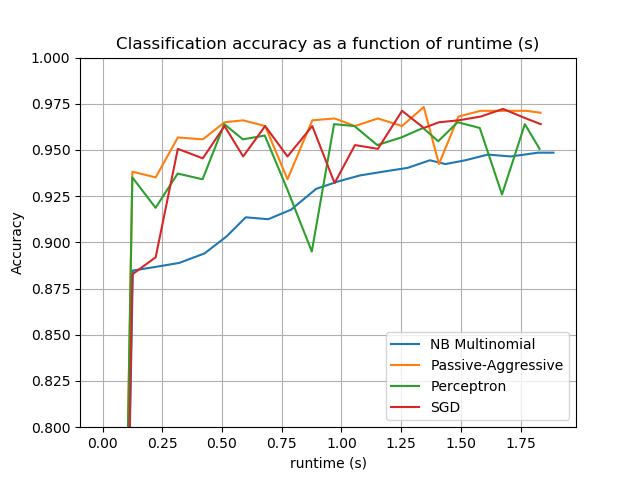 Classification accuracy as a function of runtime (s)
1.000
0.975
0.950
0.925
0.900
0.875
0.850
0.825
0.800
Accuracy
NB Multinomial
Passive-Aggressive
Perceptron
SGD
0.00 0.25 0.50 0.75 1.00 1.25 1.50 1.75
runtime (s)